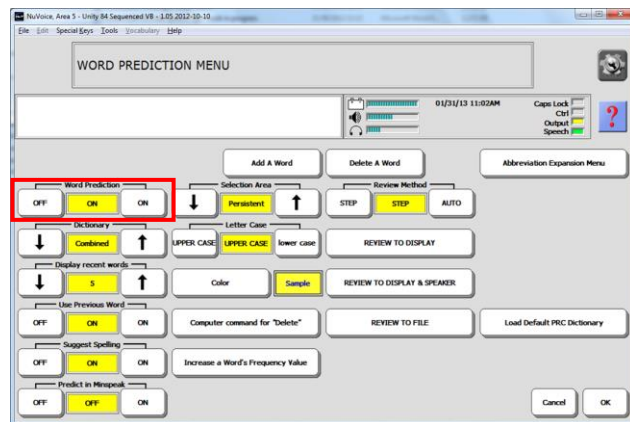 NuVoice, Area 5 - Unity 84 Sequenced VB - 1.05 2012-10-10
File Edit Special Keys Tools Vocabulary Help
WORD PREDICTION MENU
01/31/13 11:02AM
Caps Lock
Ctrl
Output
Speech
?
Add A Word Delete A Word Abbreviation Expansion Menu
Word Prediction Selection Area Review Method
OFF ON ON Persistent STEP STEP AUTO
Dictionary Letter Case
Combined UPPER CASE UPPER CASE lower case REVIEW TO DISPLAY
Display recent words
5 Color Sample REVIEW TO DISPLAY & SPEAKER
Use Previous Word
OFF ON ON Computer command for "Delete" REVIEW TO FILE Load Default PRC Dictionary
Suggest Spelling
OFF ON ON Increase a Word's Frequency Value
Predict in Minspeak
OFF OFF ON Cancel OK